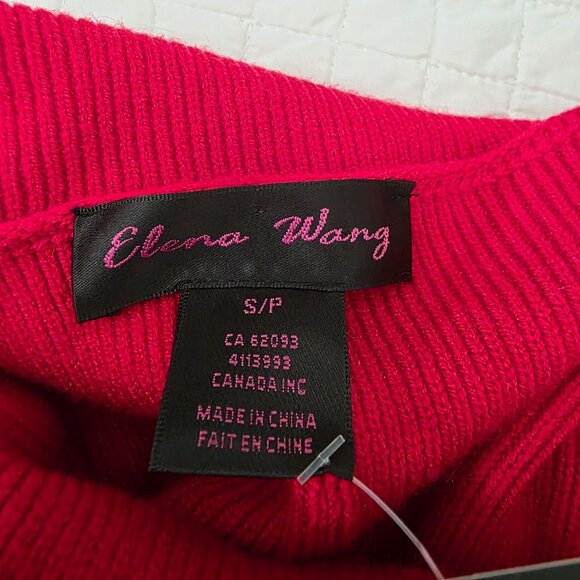 Elena Wang
S/P
CA 62093
4113993
CANADA INC
MADE IN CHINA
FAIT EN CHINE